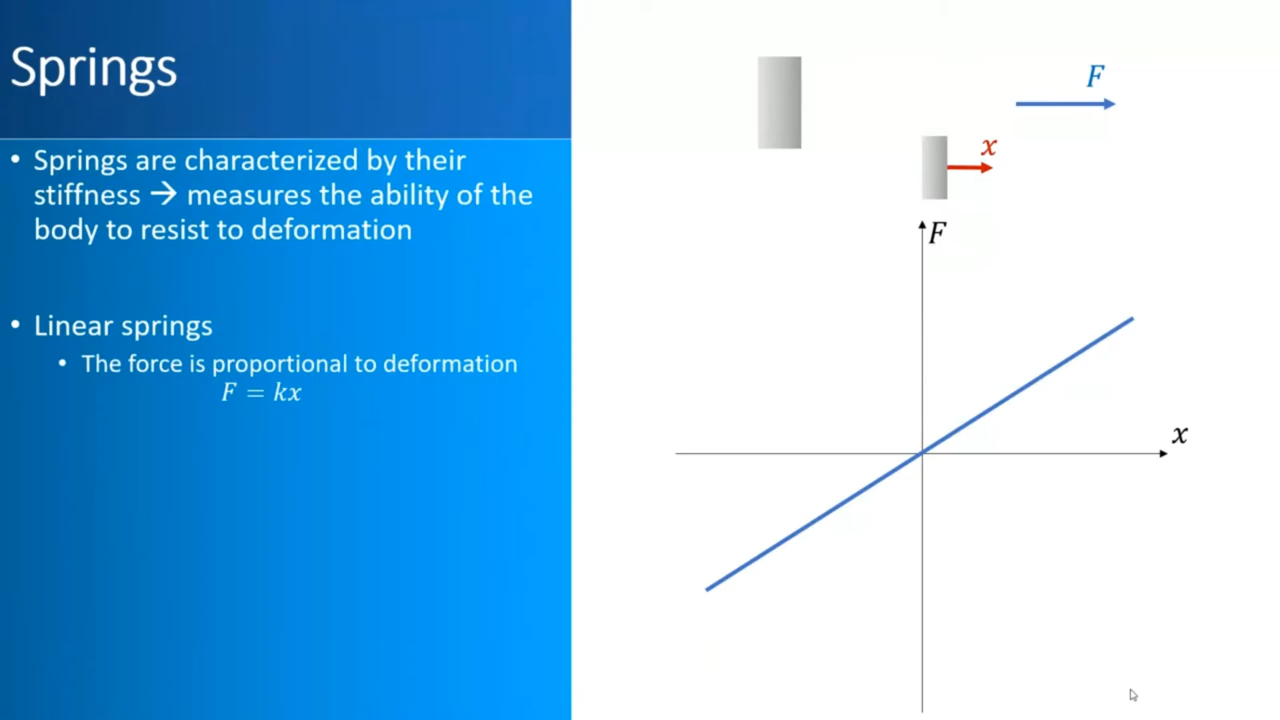 Springs
• Springs are characterized by their
stiffness → measures the ability of the
body to resist to deformation
• Linear springs
• The force is proportional to deformation
F = kx
F
x
F
x